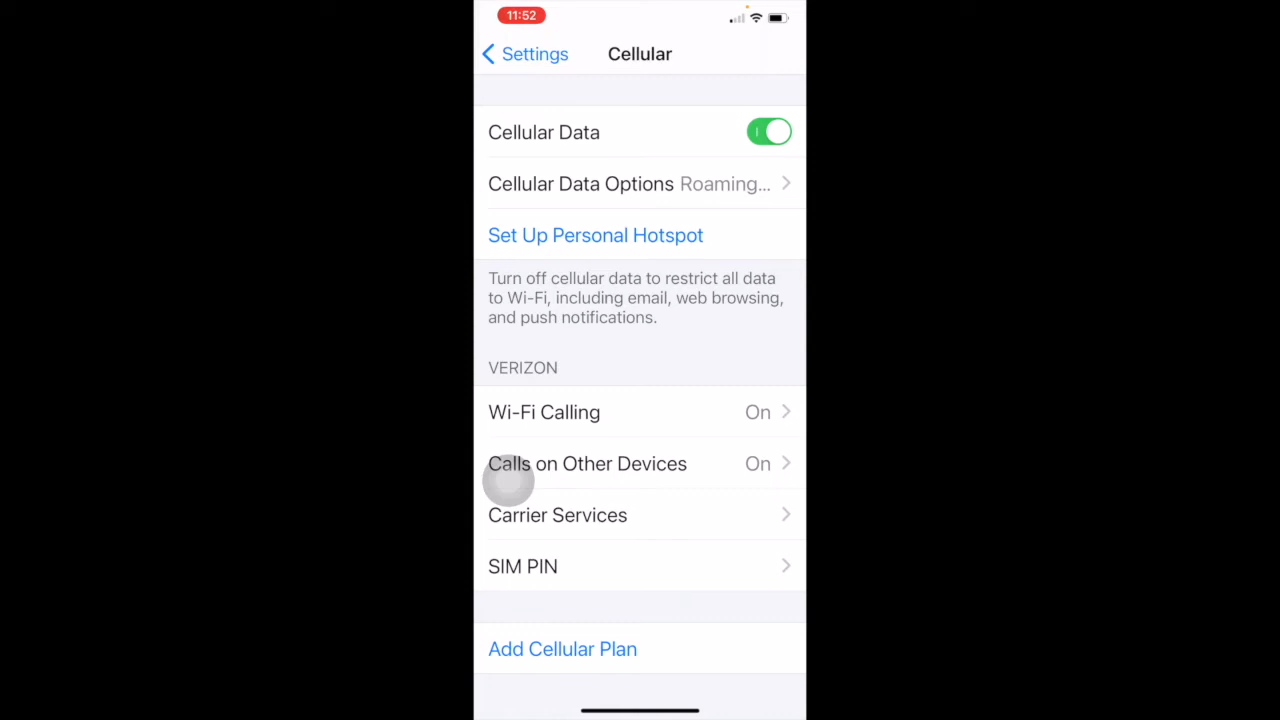 11:52
Settings
Cellular
Cellular Data
Cellular Data Options Roaming...
Set Up Personal Hotspot
Turn off cellular data to restrict all data
to Wi-Fi, including email, web browsing,
and push notifications.
VERIZON
Wi-Fi Calling On
Calls on Other Devices On
Carrier Services
SIM PIN
Add Cellular Plan